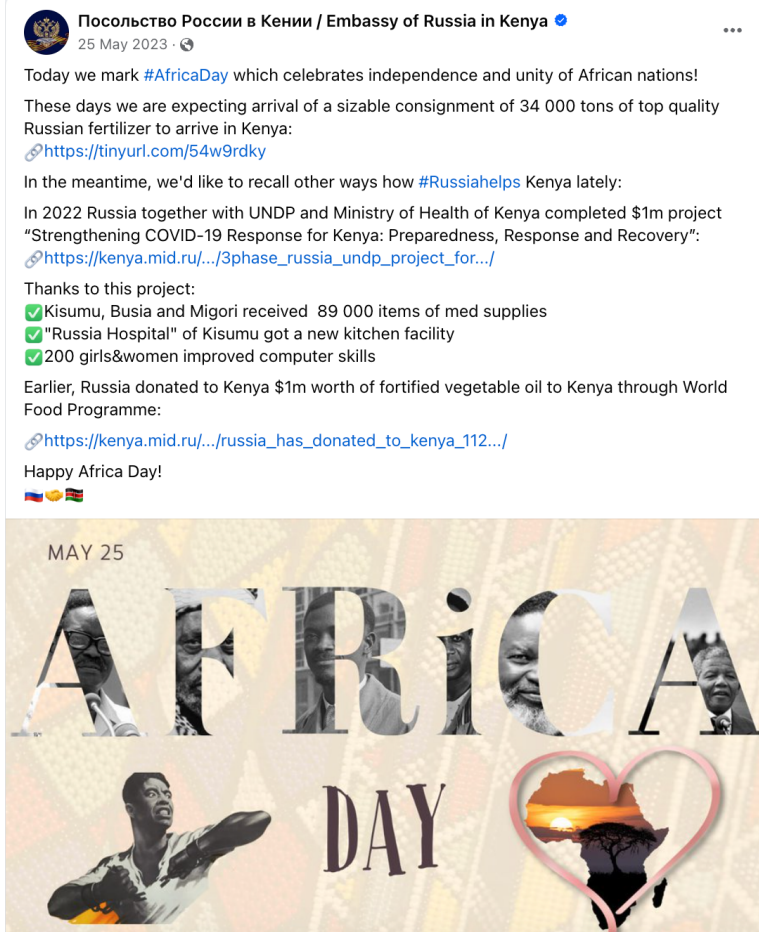 Посольство России в Кении / Embassy of Russia in Kenya
25 May 2023 ·
Today we mark #AfricaDay which celebrates independence and unity of African nations!
These days we are expecting arrival of a sizable consignment of 34 000 tons of top quality
Russian fertilizer to arrive in Kenya:
🔗https://tinyurl.com/54w9rdky
In the meantime, we'd like to recall other ways how #Russiahelps Kenya lately:
In 2022 Russia together with UNDP and Ministry of Health of Kenya completed $1m project
“Strengthening COVID-19 Response for Kenya: Preparedness, Response and Recovery”:
🔗https://kenya.mid.ru/.../3phase_russia_undp_project_for.../
Thanks to this project:
✅Kisumu, Busia and Migori received  89 000 items of med supplies
✅"Russia Hospital" of Kisumu got a new kitchen facility
✅200 girls&women improved computer skills
Earlier, Russia donated to Kenya $1m worth of fortified vegetable oil to Kenya through World
Food Programme:
🔗https://kenya.mid.ru/.../russia_has_donated_to_kenya_112.../
Happy Africa Day!
🇷🇺🤝🇰🇪
MAY 25
AFRiCA
DAY